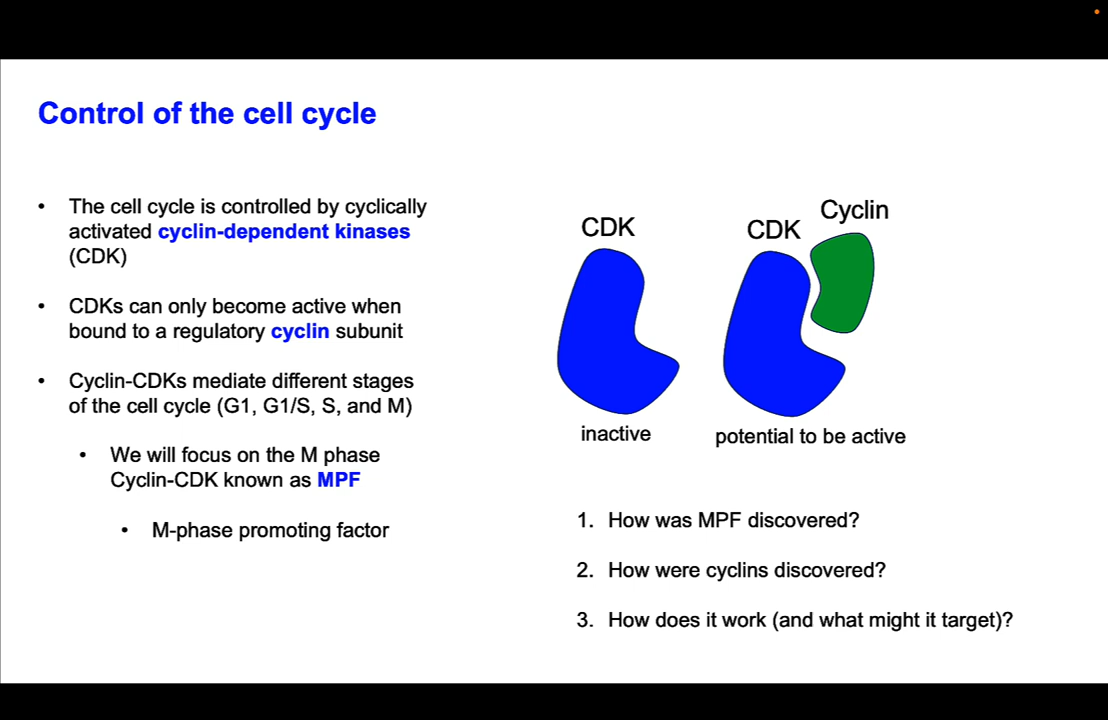 Control of the cell cycle
• The cell cycle is controlled by cyclically
activated cyclin-dependent kinases
(CDK)
• CDKs can only become active when
bound to a regulatory cyclin subunit
• Cyclin-CDKs mediate different stages
of the cell cycle (G1, G1/S, S, and M)
• We will focus on the M phase
Cyclin-CDK known as MPF
• M-phase promoting factor
CDK
inactive
CDK
Cyclin
potential to be active
1. How was MPF discovered?
2. How were cyclins discovered?
3. How does it work (and what might it target)?